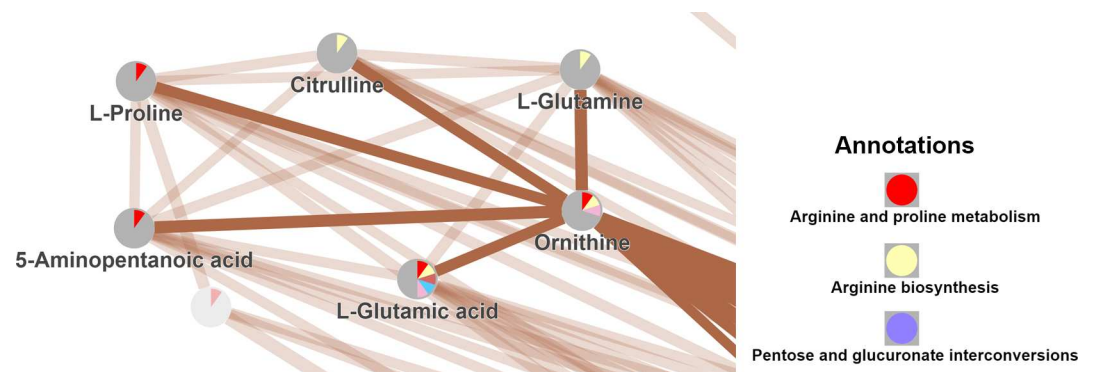 Citrulline
L-Proline
L-Glutamine
Ornithine
5-Aminopentanoic acid
L-Glutamic acid
Annotations
Arginine and proline metabolism
Arginine biosynthesis
Pentose and glucuronate interconversions